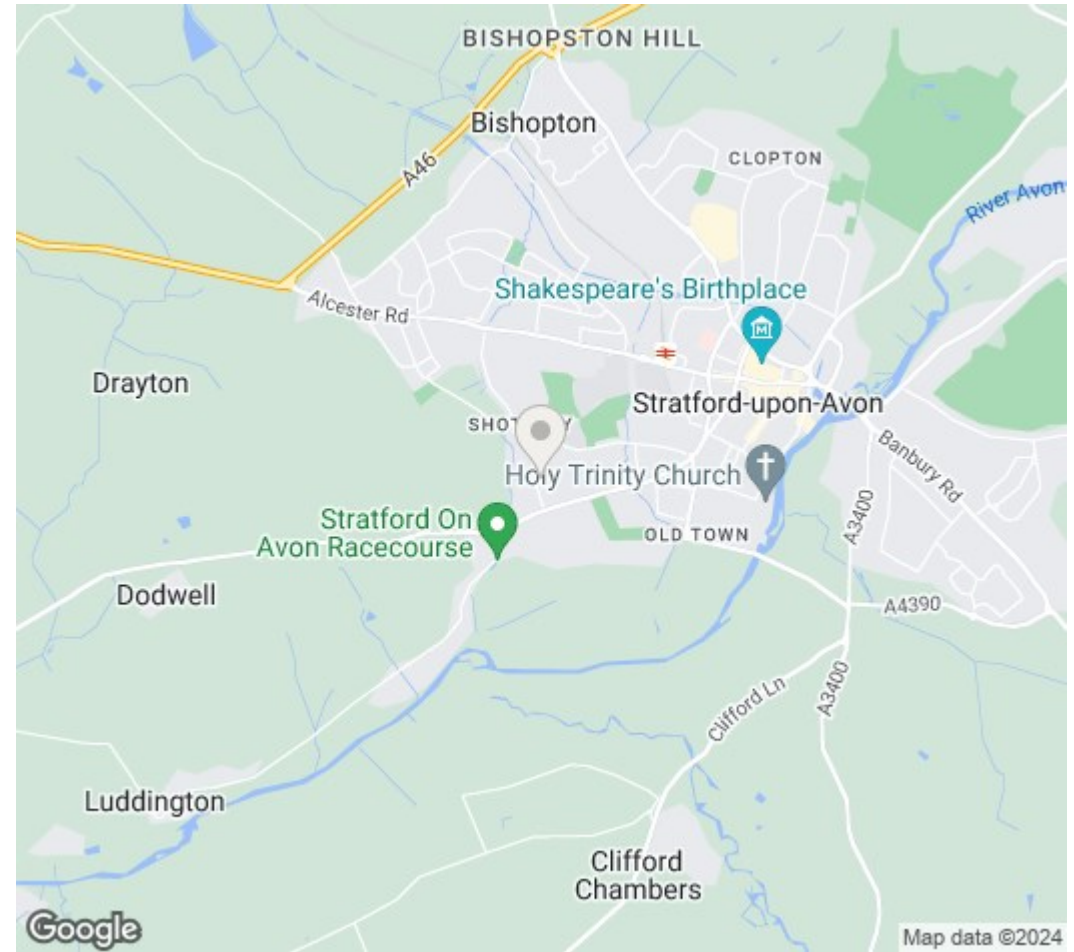 BISHOPSTON HILL
Bishopton
CLOPTON
A46
River Avon
Shakespeare's Birthplace
Alcester Rd
Drayton
Stratford-upon-Avon
SHOT
Y
Banbury Rd
Holy Trinity Church
A3400
Stratford On
Avon Racecourse
OLD TOWN
Dodwell
A4390
A3400
Clifford Ln
Luddington
Clifford
Chambers
Google
Map data ©2024